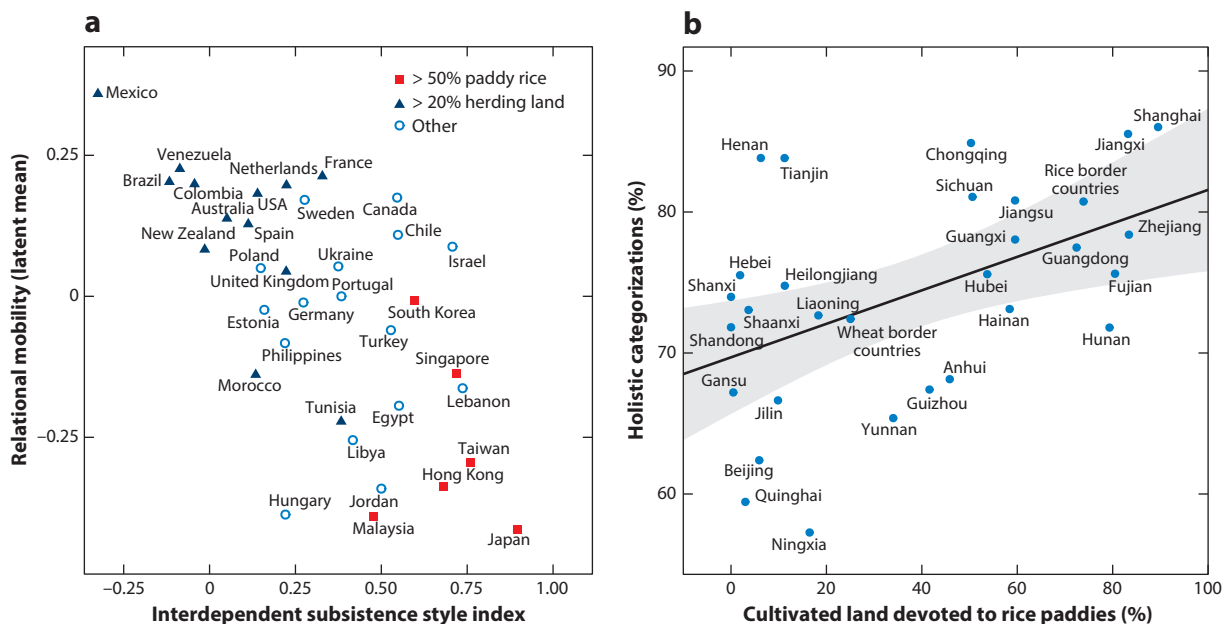 a
Relational mobility (latent mean)
0.25
0
−0.25
> 50% paddy rice
> 20% herding land
Other
Mexico
Venezuela
Netherlands
France
Brazil
Colombia
USA
Sweden
Canada
Australia
Spain
Chile
New Zealand
Israel
Poland
Ukraine
United Kingdom
Portugal
Germany
South Korea
Estonia
Turkey
Philippines
Singapore
Morocco
Lebanon
Tunisia
Egypt
Libya
Taiwan
Hong Kong
Hungary
Jordan
Malaysia
Japan
−0.25
0
0.25
0.50
0.75
1.00
Interdependent subsistence style index
b
Holistic categorizations (%)
90
80
70
60
Shanghai
Henan
Tianjin
Chongqing
Jiangxi
Sichuan
Rice border
countries
Jiangsu
Guangxi
Zhejiang
Guangdong
Hebei
Heilongjiang
Shanxi
Hubei
Fujian
Liaoning
Shaanxi
Wheat border
countries
Hainan
Shandong
Hunan
Gansu
Anhui
Jilin
Guizhou
Yunnan
Beijing
Quinghai
Ningxia
0
20
40
60
80
100
Cultivated land devoted to rice paddies (%)